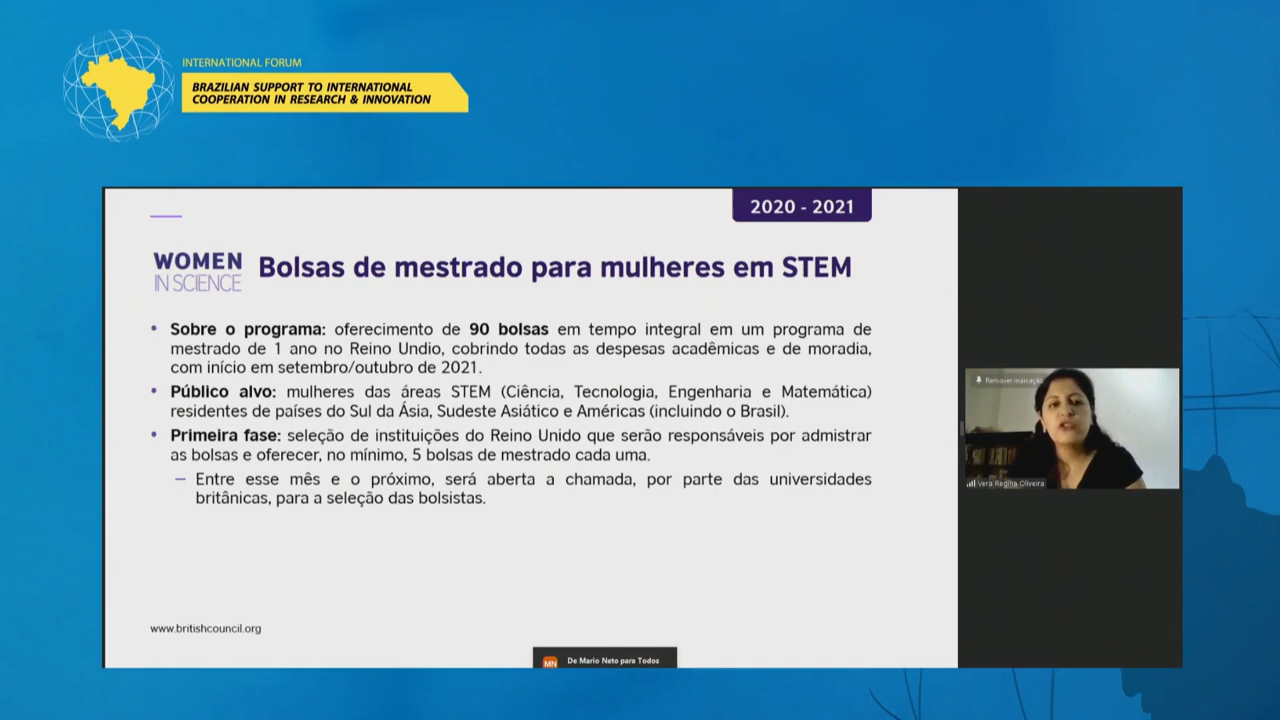 INTERNATIONAL FORUM
BRAZILIAN SUPPORT TO INTERNATIONAL
COOPERATION IN RESEARCH & INNOVATION
2020 - 2021
WOMEN
IN SCIENCE
Bolsas de mestrado para mulheres em STEM
• Sobre o programa: oferecimento de 90 bolsas em tempo integral em um programa de
mestrado de 1 ano no Reino Undio, cobrindo todas as despesas acadêmicas e de moradia,
com início em setembro/outubro de 2021.
• Público alvo: mulheres das áreas STEM (Ciência, Tecnologia, Engenharia e Matemática)
residentes de países do Sul da Ásia, Sudeste Asiático e Américas (incluindo o Brasil).
• Primeira fase: seleção de instituições do Reino Unido que serão responsáveis por admistrar
as bolsas e oferecer, no mínimo, 5 bolsas de mestrado cada uma.
– Entre esse mês e o próximo, será aberta a chamada, por parte das universidades
britânicas, para a seleção das bolsistas.
www.britishcouncil.org
MN
De Mario Neto para Todos
Remover marcação
Vera Regina Oliveira